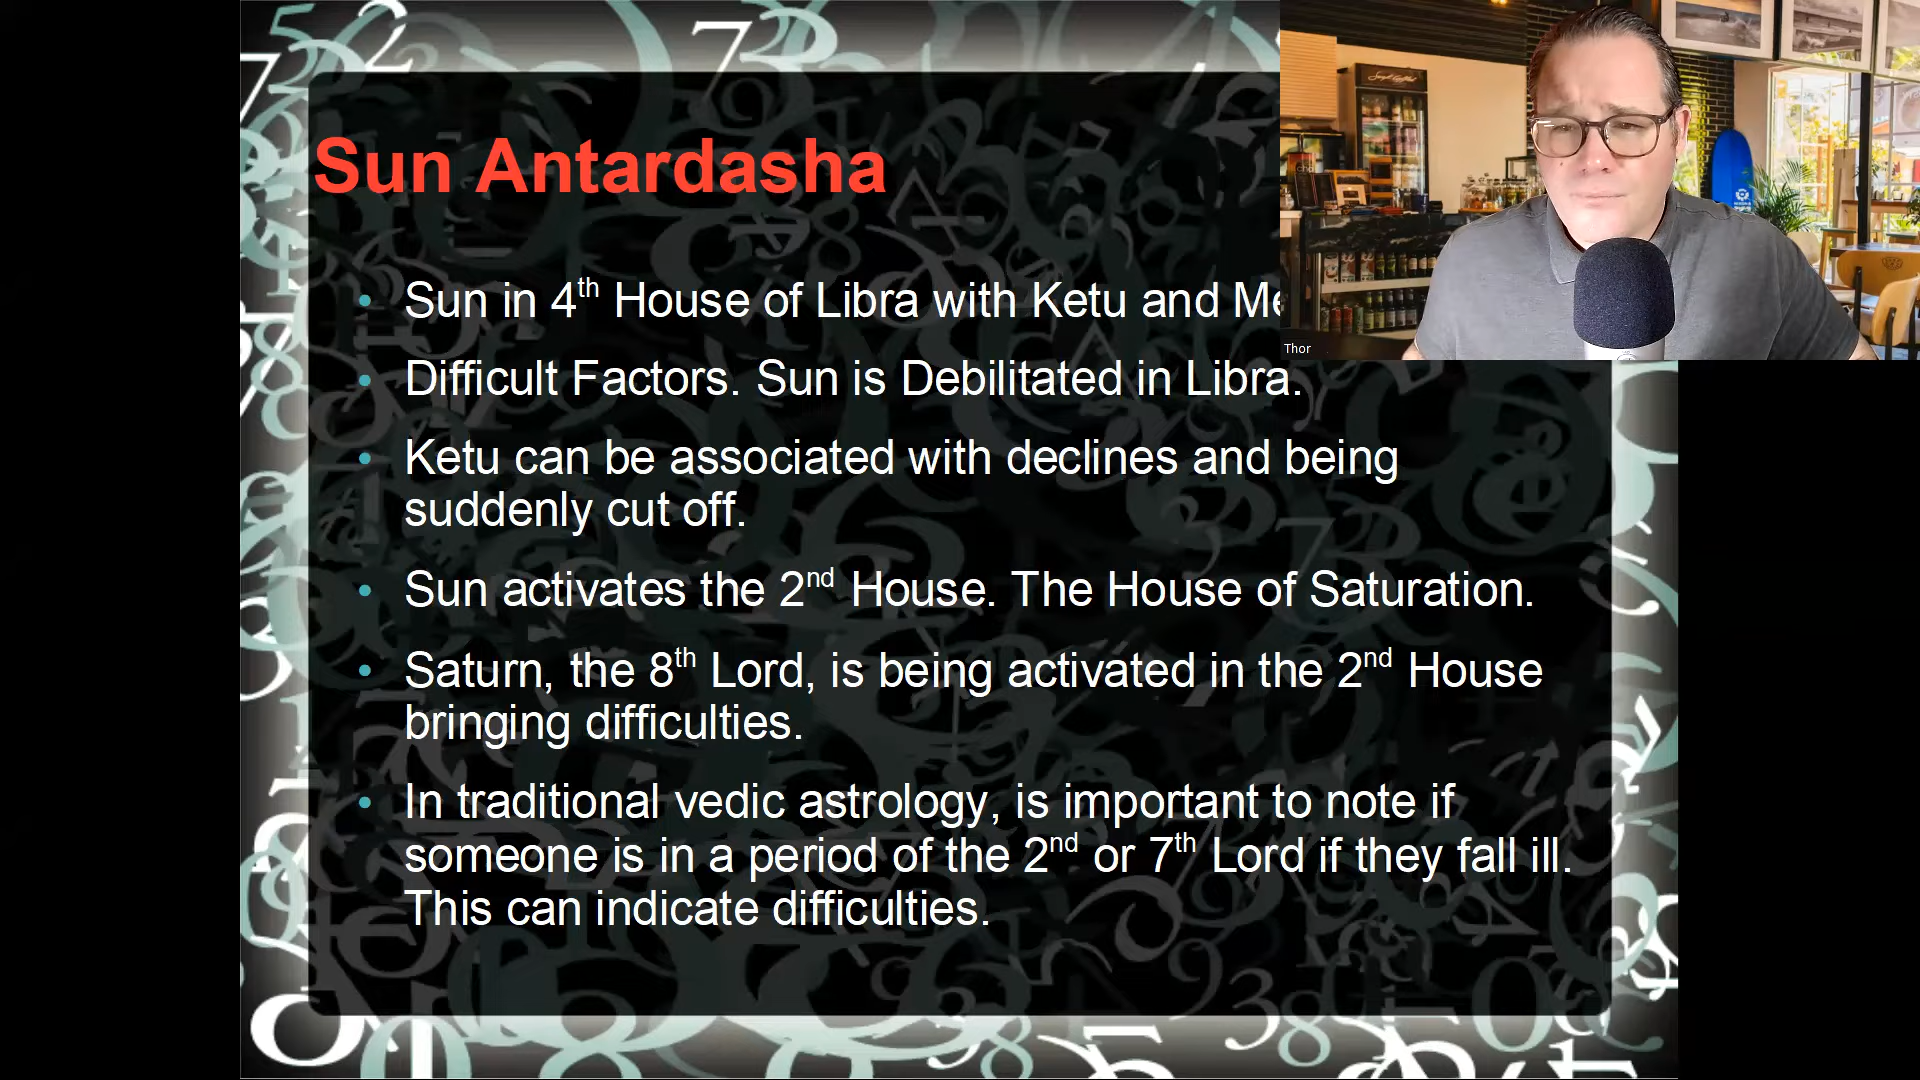 Sun Antardasha
• Sun in 4th House of Libra with Ketu and
• Difficult Factors. Sun is Debilitated in Libra.
• Ketu can be associated with declines and being
suddenly cut off.
• Sun activates the 2nd House. The House of Saturation.
• Saturn, the 8th Lord, is being activated in the 2nd House
bringing difficulties.
• In traditional vedic astrology, is important to note if
someone is in a period of the 2nd or 7th Lord if they fall ill.
This can indicate difficulties.
Thor